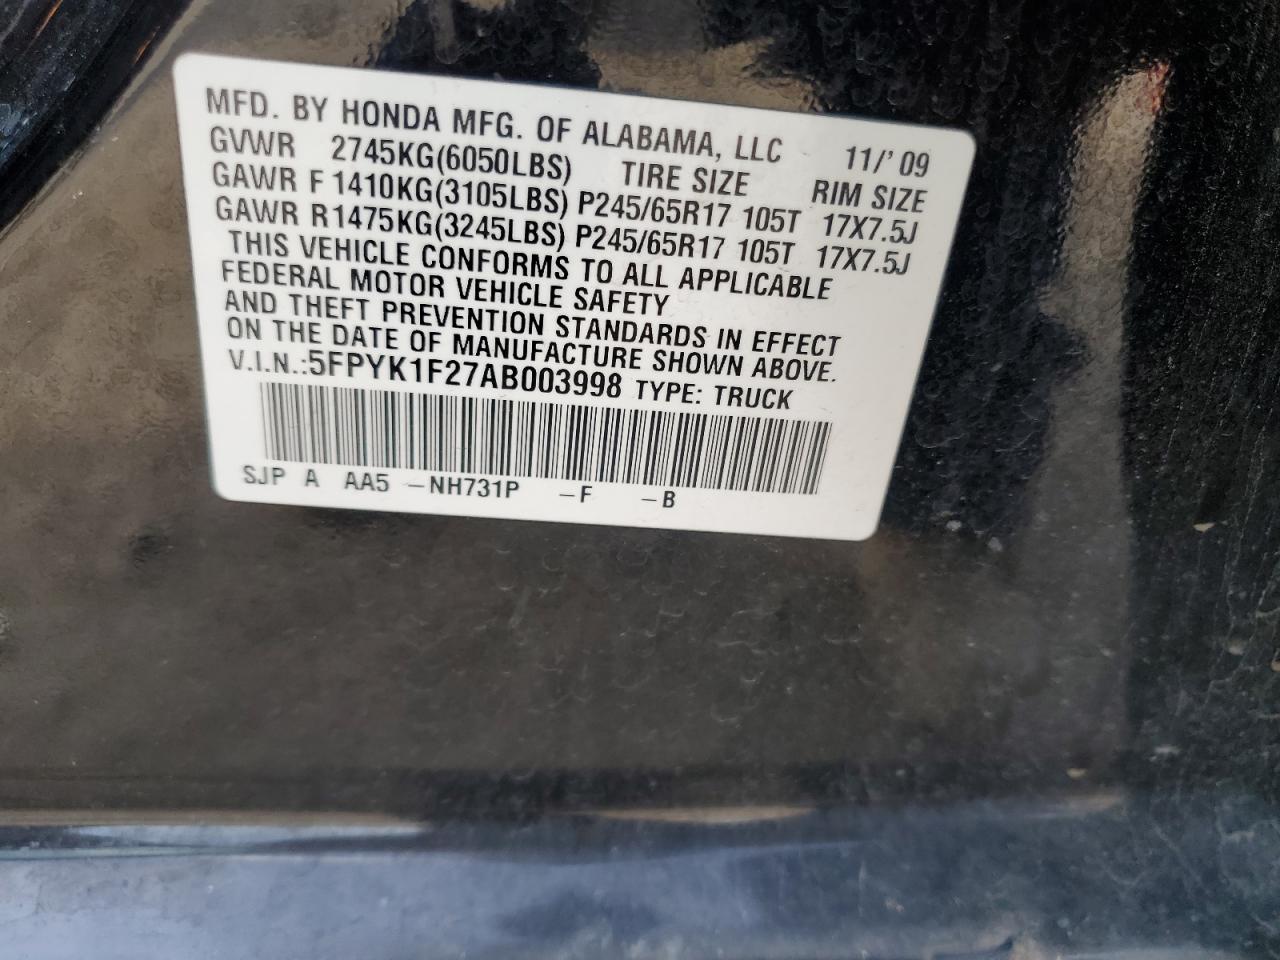 MFD. BY HONDA MFG. OF ALABAMA, LLC 11/' 09
GVWR 2745KG(6050LBS) TIRE SIZE RIM SIZE
GAWR F 1410KG(3105LBS) P245/65R17 105T 17X7.5J
GAWR R1475KG(3245LBS) P245/65R17 105T 17X7.5J
THIS VEHICLE CONFORMS TO ALL APPLICABLE
FEDERAL MOTOR VEHICLE SAFETY
AND THEFT PREVENTION STANDARDS IN EFFECT
ON THE DATE OF MANUFACTURE SHOWN ABOVE.
V.I.N.:5FPYK1F27AB003998 TYPE: TRUCK
SJP A AA5 -NH731P -F -B